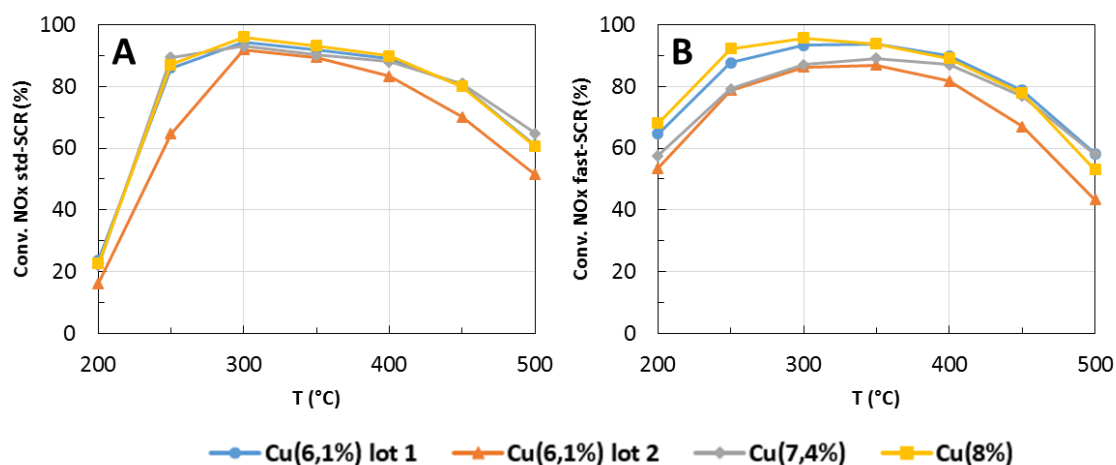 A
Conv. NOx std-SCR (%)
100
80
60
40
20
0
200
300
400
500
T (°C)
B
Conv. NOx fast-SCR (%)
100
80
60
40
20
0
200
300
400
500
T (°C)
Cu(6,1%) lot 1
Cu(6,1%) lot 2
Cu(7,4%)
Cu(8%)